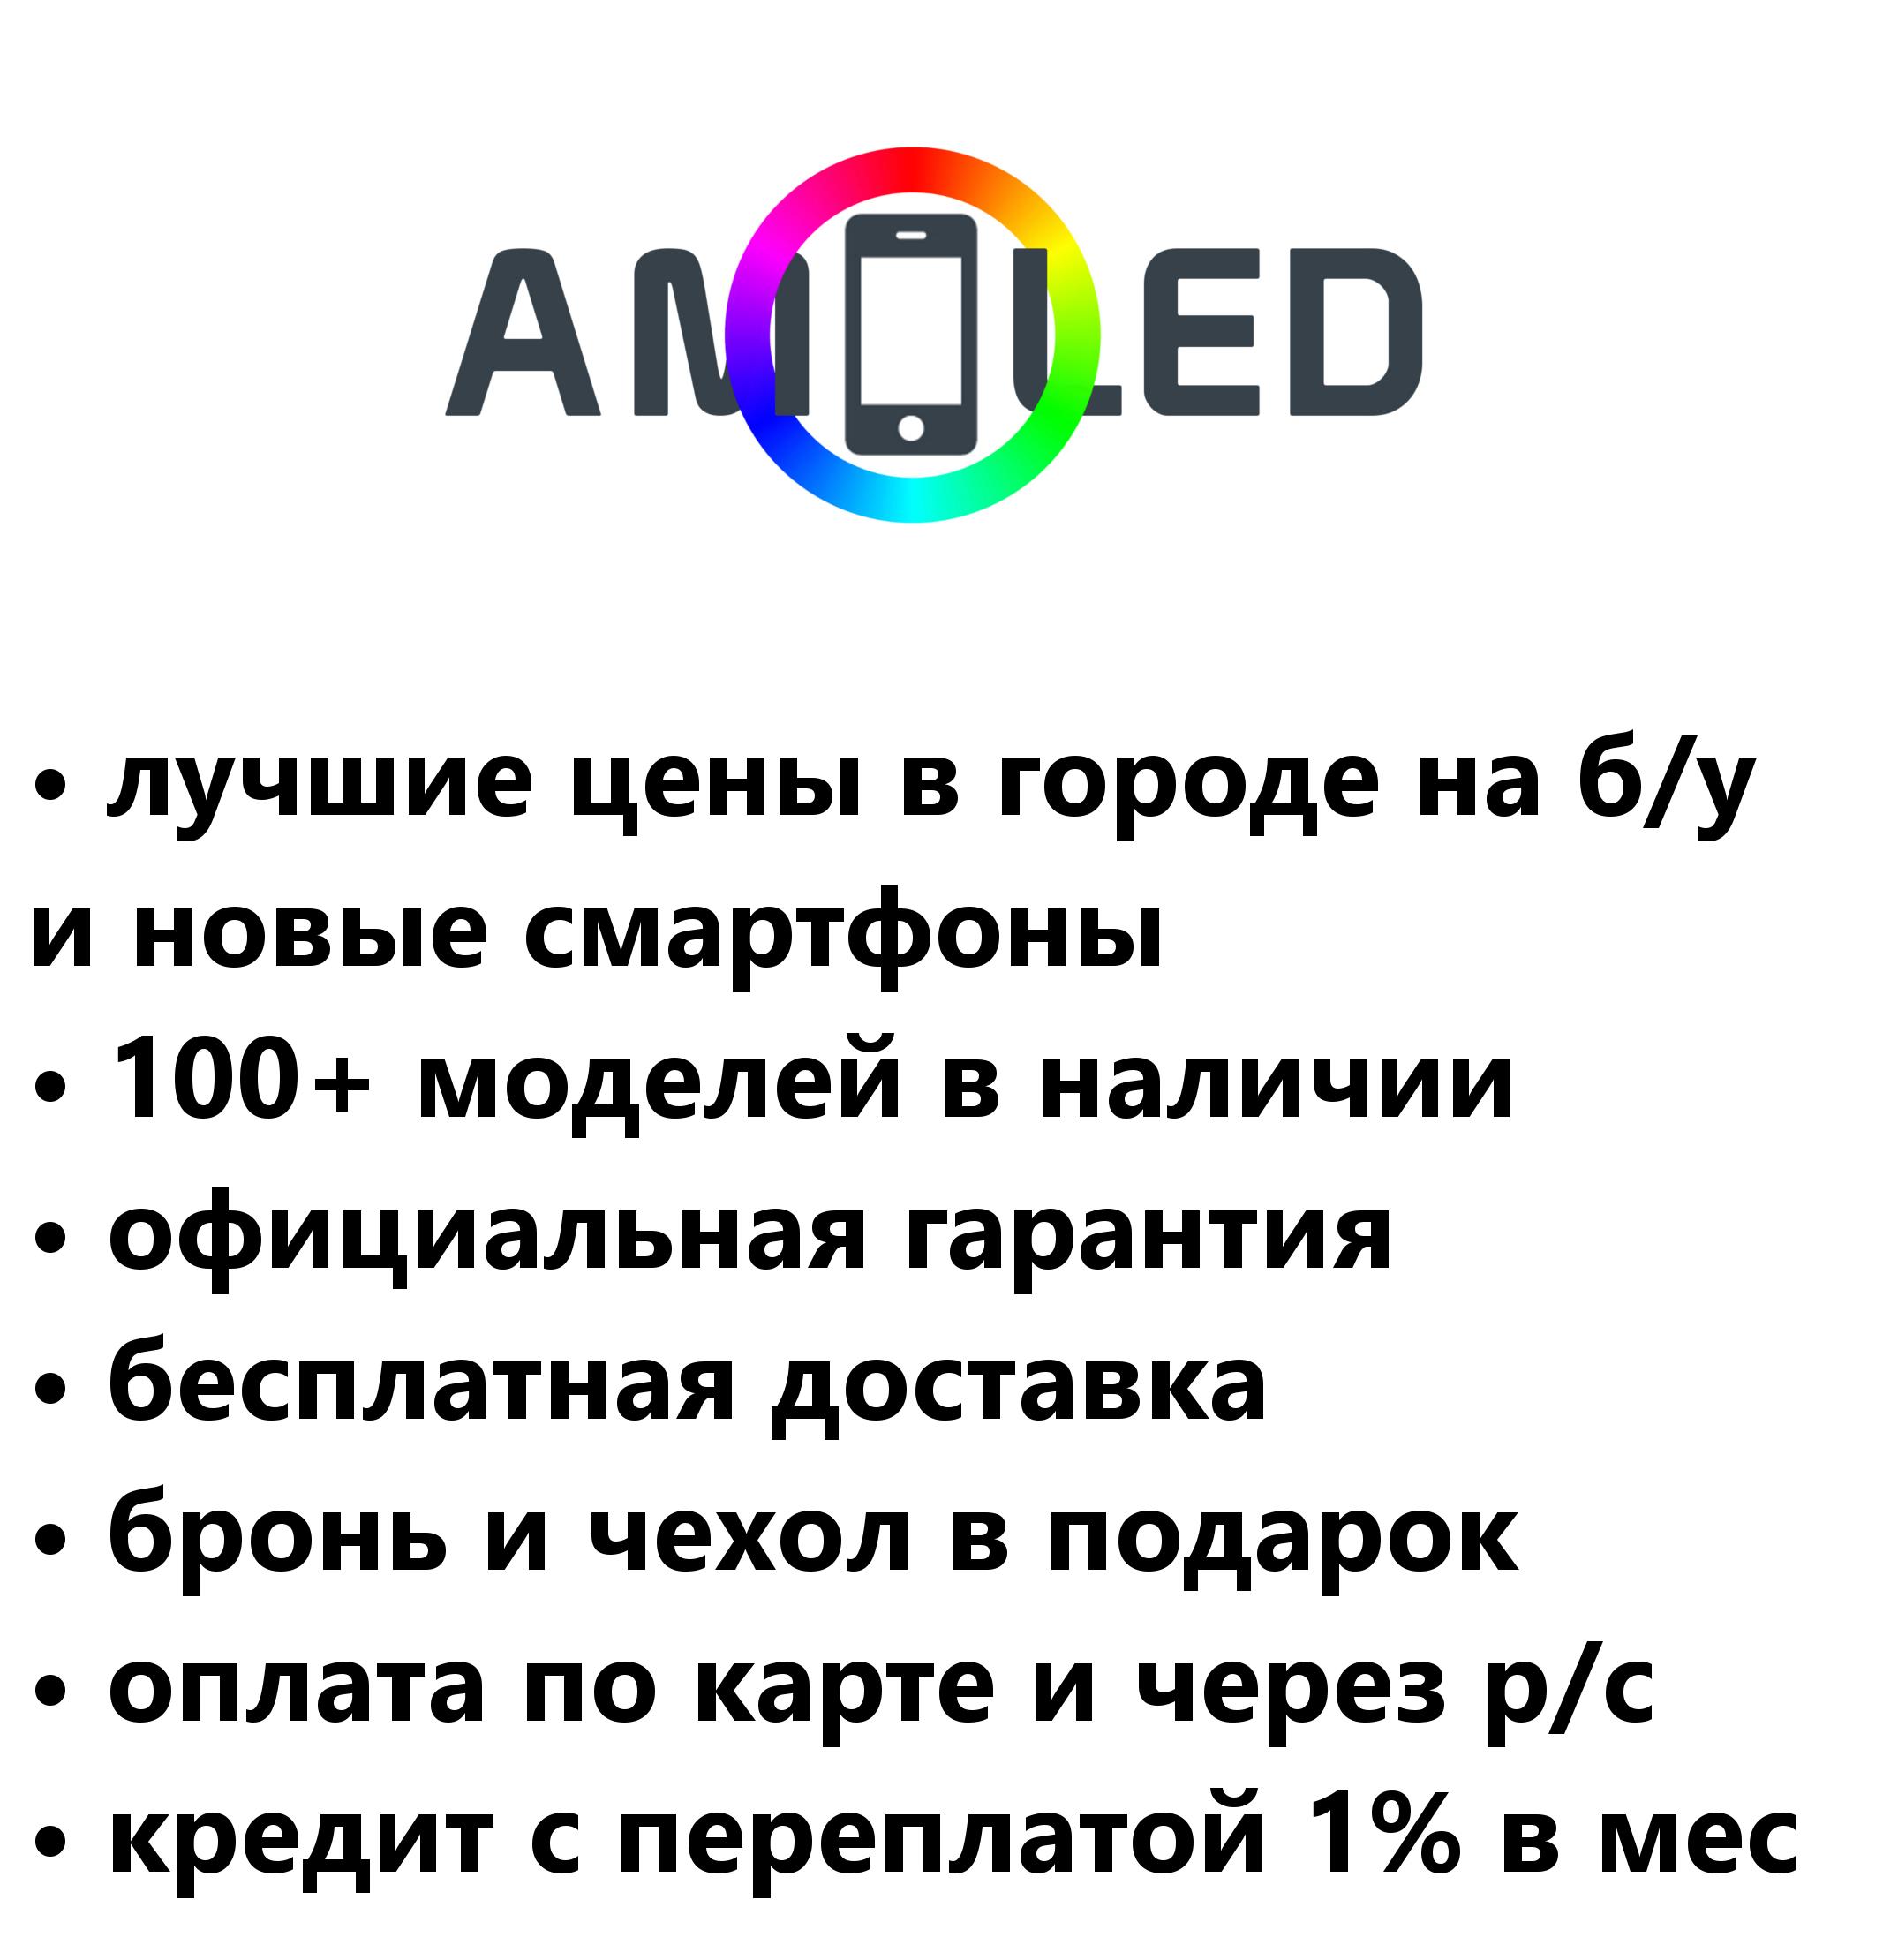 AMOLED
• лучшие цены в городе на б/у
и новые смартфоны
• 100+ моделей в наличии
• официальная гарантия
• бесплатная доставка
• бронь и чехол в подарок
• оплата по карте и через р/с
• кредит с переплатой 1% в мес